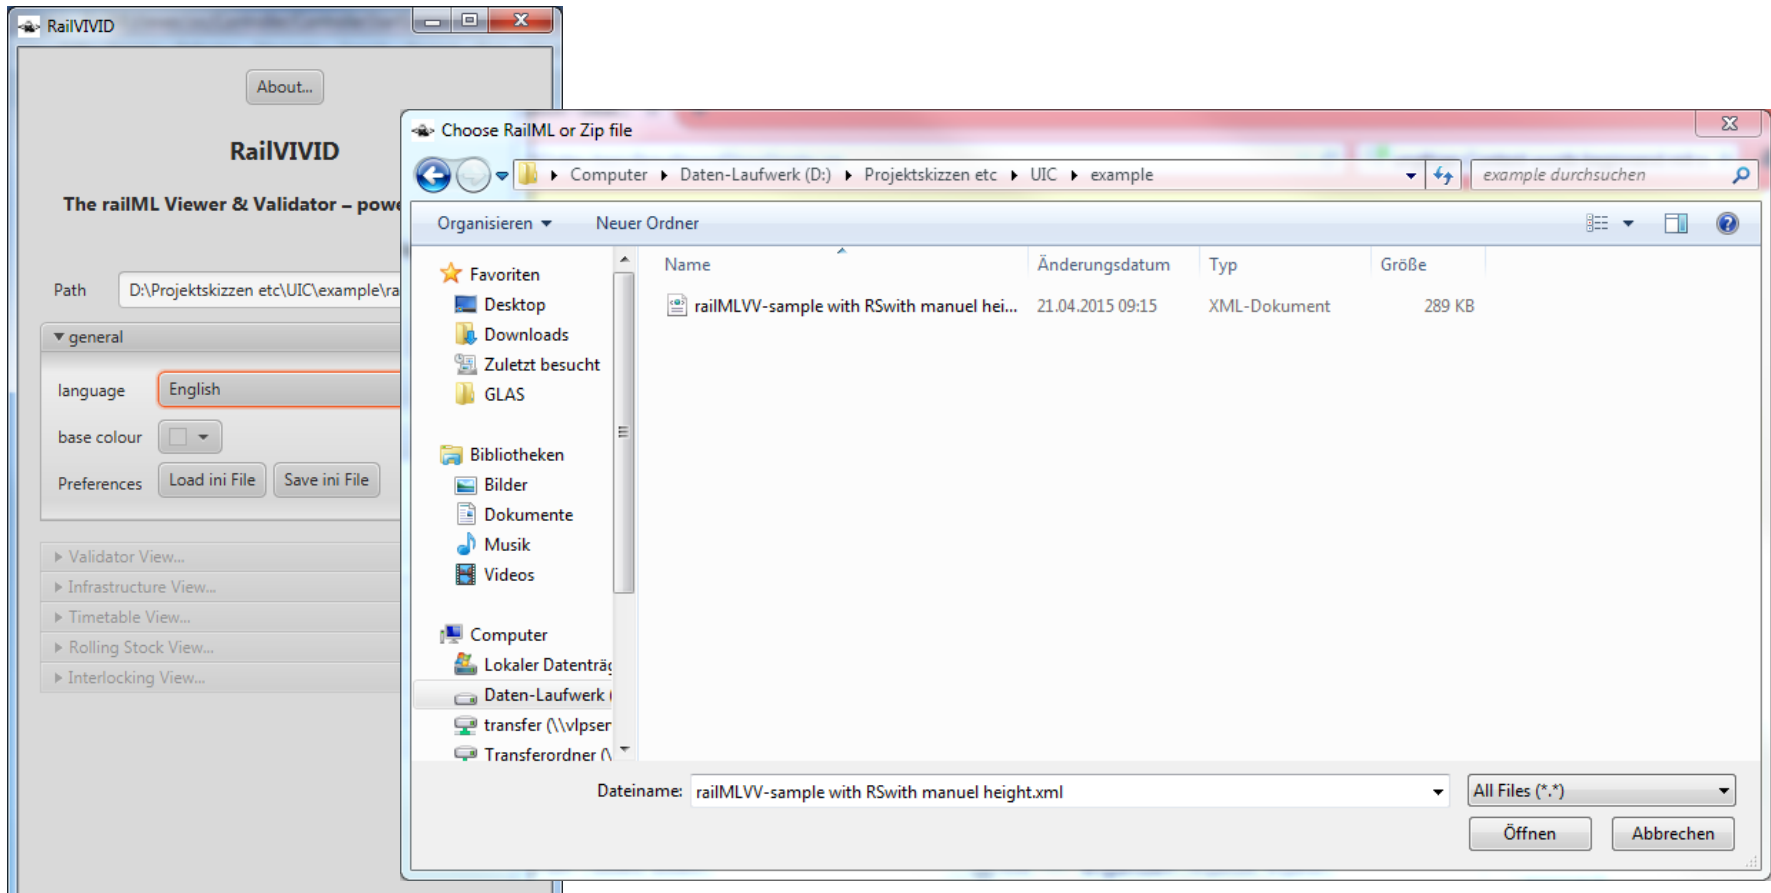 RailVIVID
About...
RailVIVID
The railML Viewer & Validator – powe
Path D:\Projektskizzen etc\UIC\example\ra
general
language English
base colour
Preferences Load ini File Save ini File
Validator View...
Infrastructure View...
Timetable View...
Rolling Stock View...
Interlocking View...
Choose RailML or Zip file
Computer Daten-Laufwerk (D:) Projektskizzen etc UIC example
example durchsuchen
Organisieren Neuer Ordner
Favoriten
Desktop
Downloads
Zuletzt besucht
GLAS
Bibliotheken
Bilder
Dokumente
Musik
Videos
Computer
Lokaler Datenträg
Daten-Laufwerk (
transfer (\\vlpser
Transferordner (\
Name Änderungsdatum Typ Größe
railMLVV-sample with RSwith manuel hei... 21.04.2015 09:15 XML-Dokument 289 KB
Dateiname: railMLVV-sample with RSwith manuel height.xml
All Files (*.*)
Öffnen Abbrechen